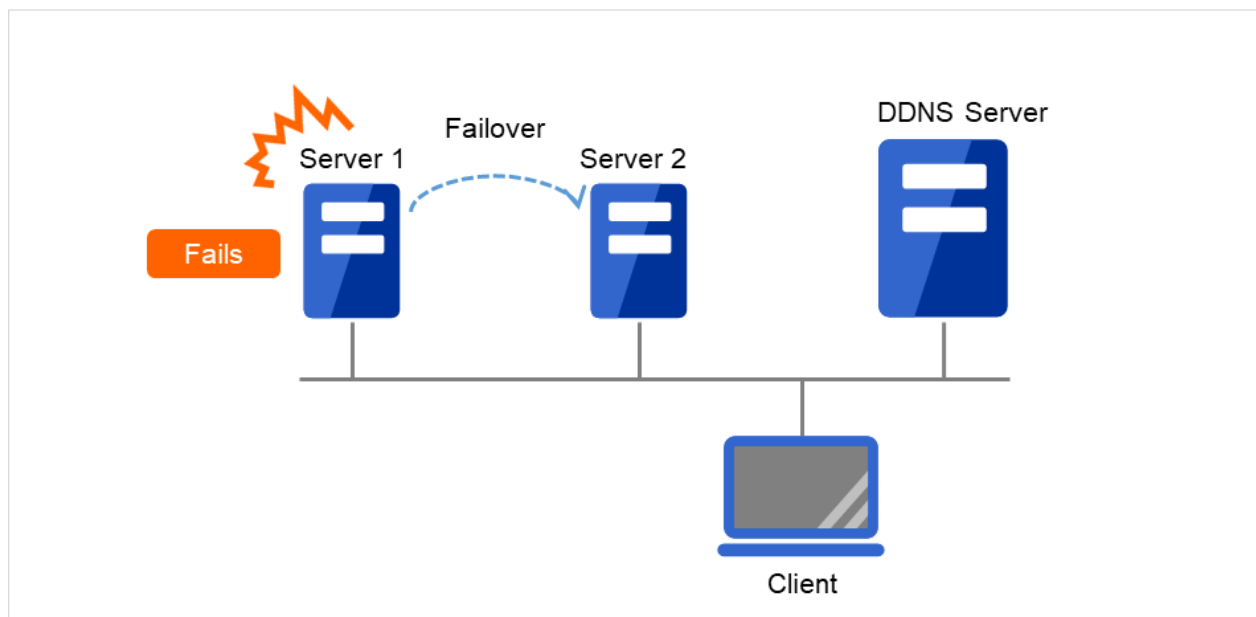 DDNS Server
Failover
Server 1
Server 2
Fails
Client